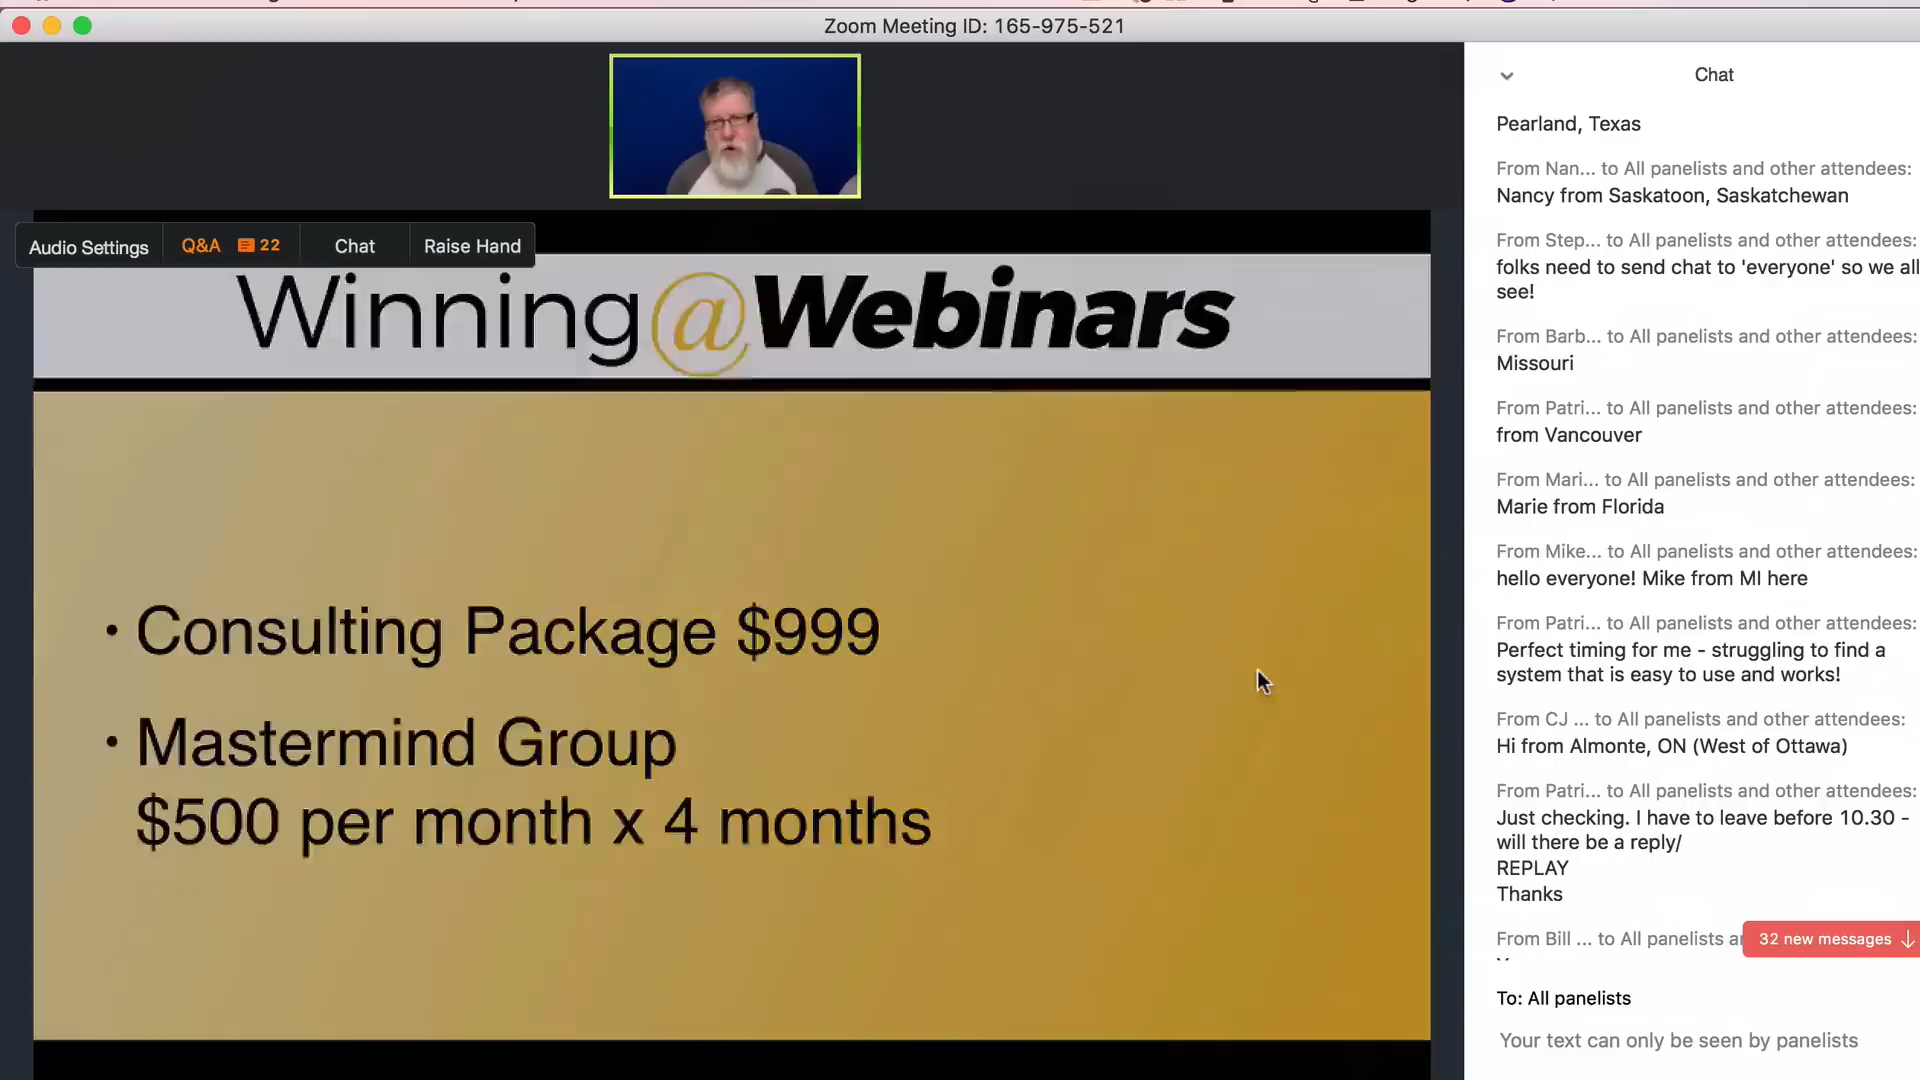 Zoom Meeting ID: 165-975-521
Audio Settings
Q&A 22
Chat
Raise Hand
Winning@Webinars
• Consulting Package $999
• Mastermind Group
$500 per month x 4 months
Chat
Pearland, Texas
From Nan... to All panelists and other attendees:
Nancy from Saskatoon, Saskatchewan
From Step... to All panelists and other attendees:
folks need to send chat to 'everyone' so we all
see!
From Barb... to All panelists and other attendees:
Missouri
From Patri... to All panelists and other attendees:
from Vancouver
From Mari... to All panelists and other attendees:
Marie from Florida
From Mike... to All panelists and other attendees:
hello everyone! Mike from MI here
From Patri... to All panelists and other attendees:
Perfect timing for me - struggling to find a
system that is easy to use and works!
From CJ ... to All panelists and other attendees:
Hi from Almonte, ON (West of Ottawa)
From Patri... to All panelists and other attendees:
Just checking. I have to leave before 10.30 -
will there be a reply/
REPLAY
Thanks
From Bill ... to All panelists
32 new messages
To: All panelists
Your text can only be seen by panelists